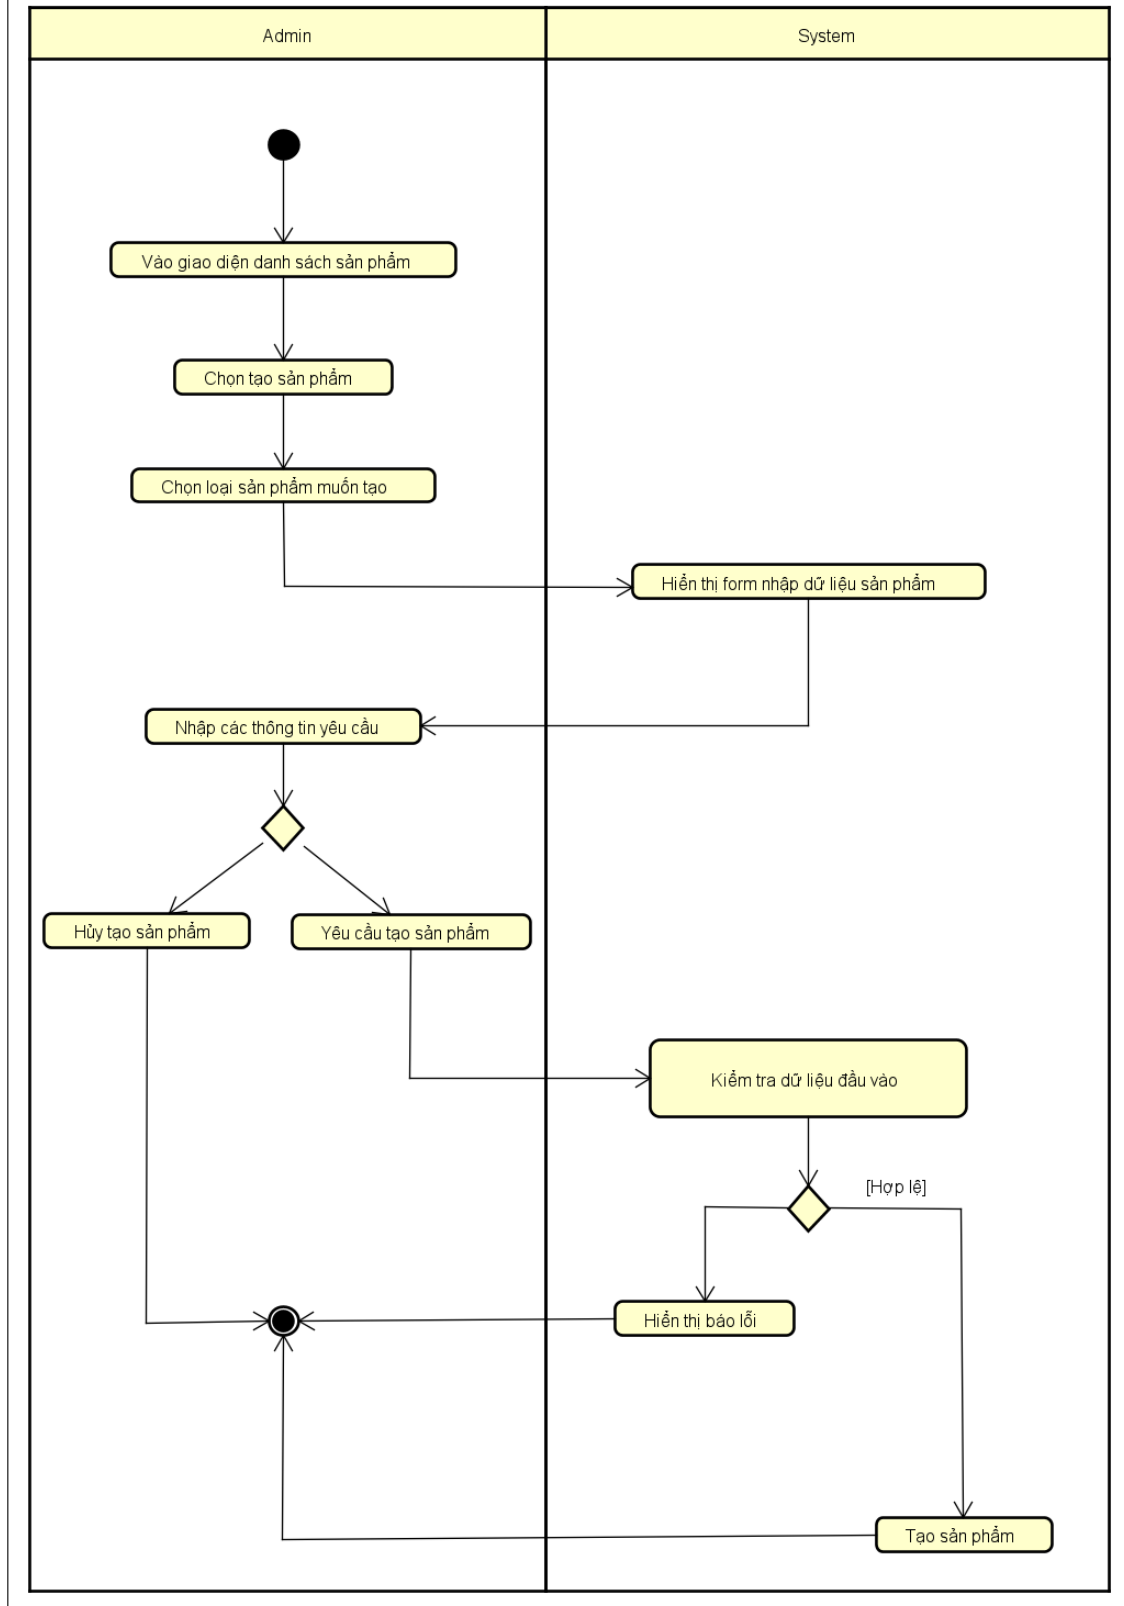 Admin
System
Vào giao diện danh sách sản phẩm
Chọn tạo sản phẩm
Chọn loại sản phẩm muốn tạo
Hiển thị form nhập dữ liệu sản phẩm
Nhập các thông tin yêu cầu
Hủy tạo sản phẩm
Yêu cầu tạo sản phẩm
Kiểm tra dữ liệu đầu vào
[Hợp lệ]
Hiển thị báo lỗi
Tạo sản phẩm